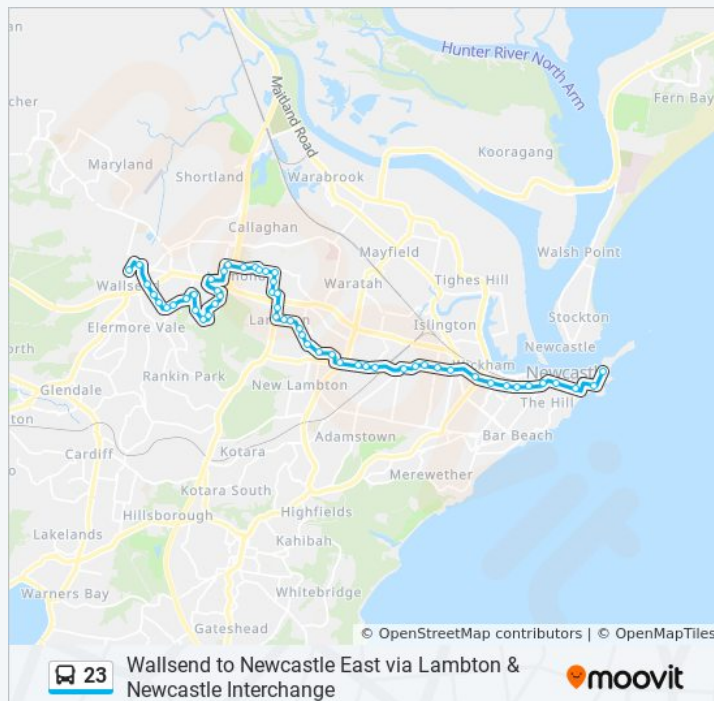 Hunter River North Arm
Fern Bay
cher
Maitland Road
Maryland
Shortland
Warabrook
Kooragang
Callaghan
Mayfield
Walsh Point
Wallsend
Waratah
Tighes Hill
Elermore Vale
Islington
Stockton
Newcastle
Rankin Park
Wickham
Newcastle
New Lambton
The Hill
Glendale
Adamstown
Bar Beach
Cardiff
Kotara
Merewether
Kotara South
Hillsborough
Highfields
Lakelands
Kahibah
Warners Bay
Whitebridge
Gateshead
© OpenStreetMap contributors | © OpenMapTiles
23
Wallsend to Newcastle East via Lambton &
Newcastle Interchange
moovit